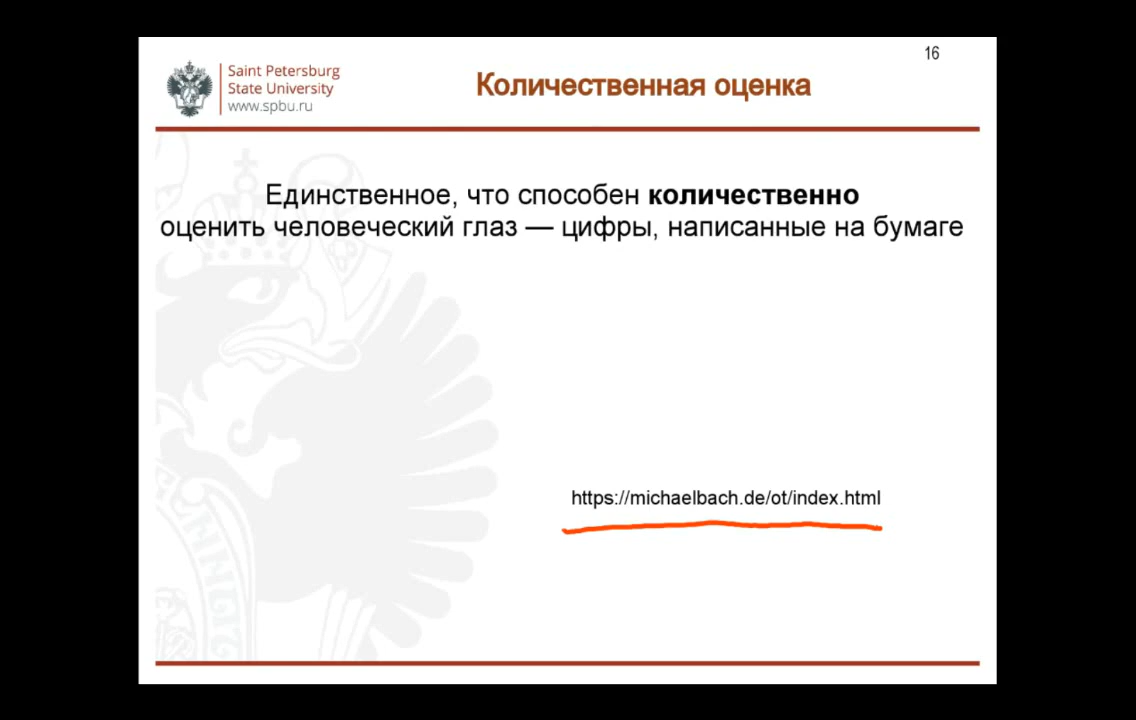 16
Saint Petersburg
State University
www.spbu.ru
Количественная оценка
Единственное, что способен количественно
оценить человеческий глаз — цифры, написанные на бумаге
https://michaelbach.de/ot/index.html